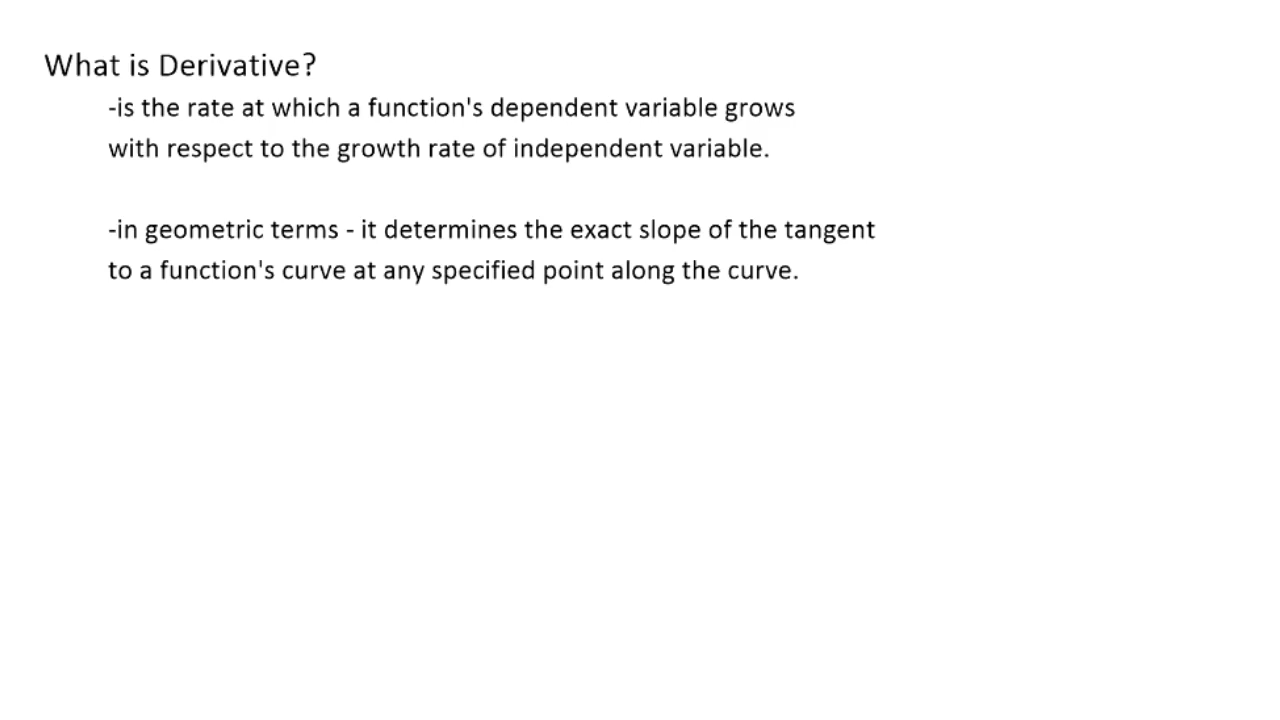 What is Derivative?
-is the rate at which a function's dependent variable grows
with respect to the growth rate of independent variable.
-in geometric terms - it determines the exact slope of the tangent
to a function's curve at any specified point along the curve.